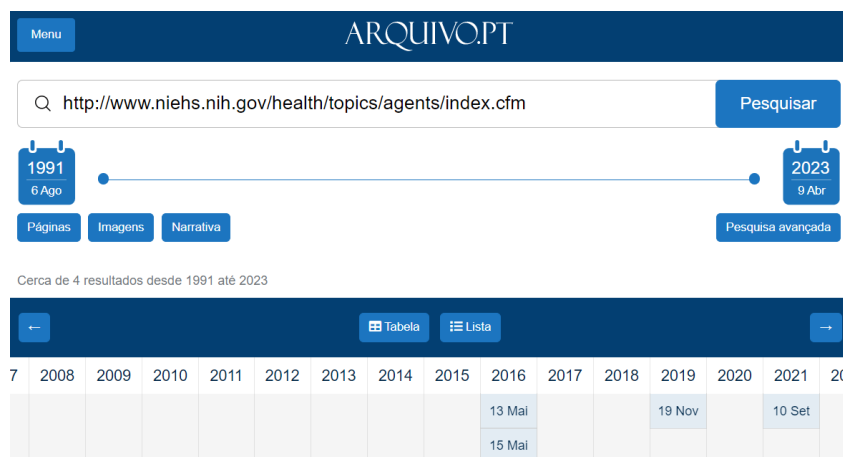 Menu
ARQUIVO.PT
http://www.niehs.nih.gov/health/topics/agents/index.cfm
Pesquisar
1991
6 Ago
2023
9 Abr
Páginas Imagens Narrativa Pesquisa avançada
Cerca de 4 resultados desde 1991 até 2023
← Tabela Lista →
7 2008 2009 2010 2011 2012 2013 2014 2015 2016 2017 2018 2019 2020 2021
13 Mai 19 Nov 10 Set
15 Mai